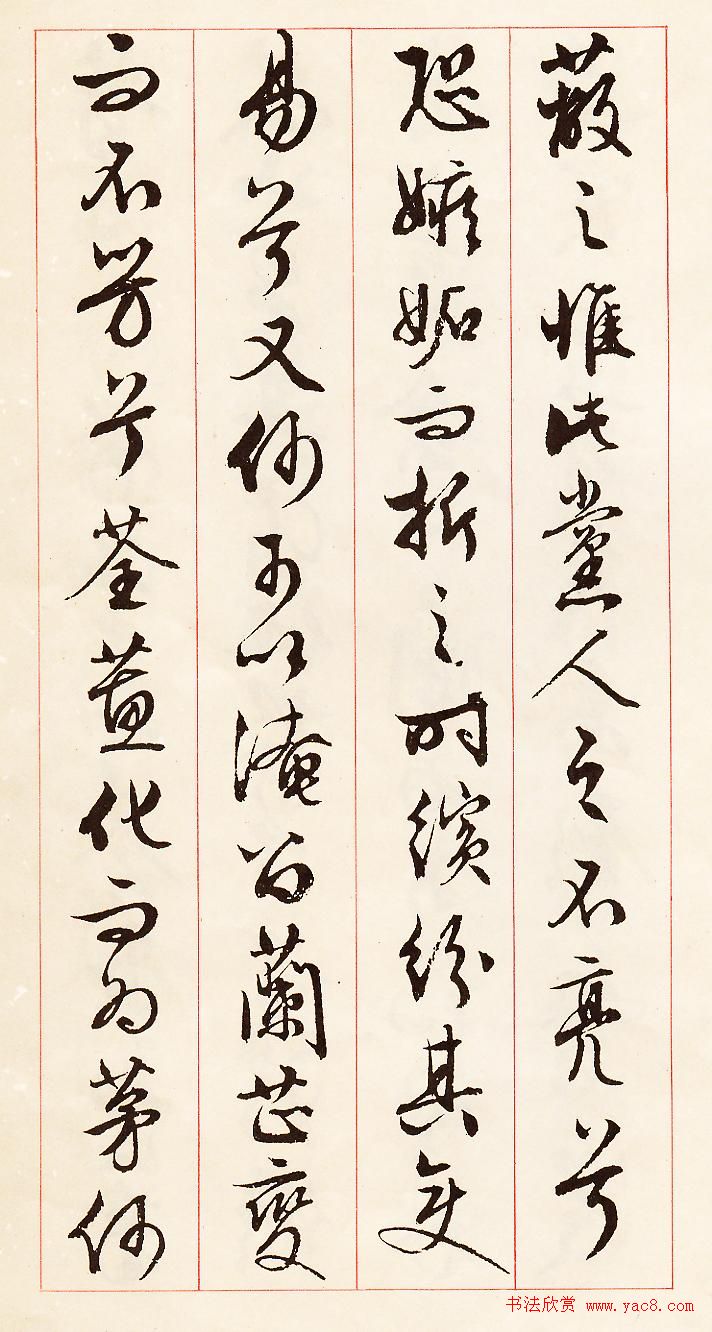 蔽之惟此黨人之不亮兮
恐嫉妬而折之时繽紛其變
易兮又何可以淹留蘭芷變
而不芳兮荃蕙化而為茅何
书法欣赏 www.yac8.com